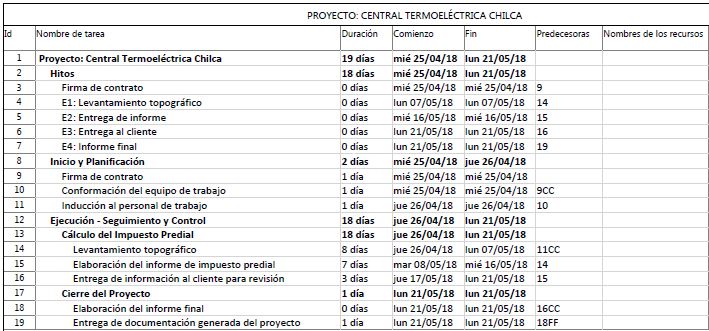 PROYECTO: CENTRAL TERMOELÉCTRICA CHILCA
Id Nombre de tarea Duración Comienzo Fin Predecesoras Nombres de los recursos
1 Proyecto: Central Termoeléctrica Chilca 19 días mié 25/04/18 lun 21/05/18
2 Hitos 18 días mié 25/04/18 lun 21/05/18
3 Firma de contrato 0 días mié 25/04/18 mié 25/04/18 9
4 E1: Levantamiento topográfico 0 días lun 07/05/18 lun 07/05/18 14
5 E2: Entrega de informe 0 días mié 16/05/18 mié 16/05/18 15
6 E3: Entrega al cliente 0 días lun 21/05/18 lun 21/05/18 16
7 E4: Informe final 0 días lun 21/05/18 lun 21/05/18 19
8 Inicio y Planificación 2 días mié 25/04/18 jue 26/04/18
9 Firma de contrato 1 día mié 25/04/18 mié 25/04/18
10 Conformación del equipo de trabajo 1 día mié 25/04/18 mié 25/04/18 9CC
11 Inducción al personal de trabajo 1 día jue 26/04/18 jue 26/04/18 10
12 Ejecución - Seguimiento y Control 18 días jue 26/04/18 lun 21/05/18
13 Cálculo del Impuesto Predial 18 días jue 26/04/18 lun 21/05/18
14 Levantamiento topográfico 8 días jue 26/04/18 lun 07/05/18 11CC
15 Elaboración del informe de impuesto predial 7 días mar 08/05/18 mié 16/05/18 14
16 Entrega de información al cliente para revisión 3 días jue 17/05/18 lun 21/05/18 15
17 Cierre del Proyecto 1 día lun 21/05/18 lun 21/05/18
18 Elaboración del informe final 0 días lun 21/05/18 lun 21/05/18 16CC
19 Entrega de documentación generada del proyecto 1 día lun 21/05/18 lun 21/05/18 18FF